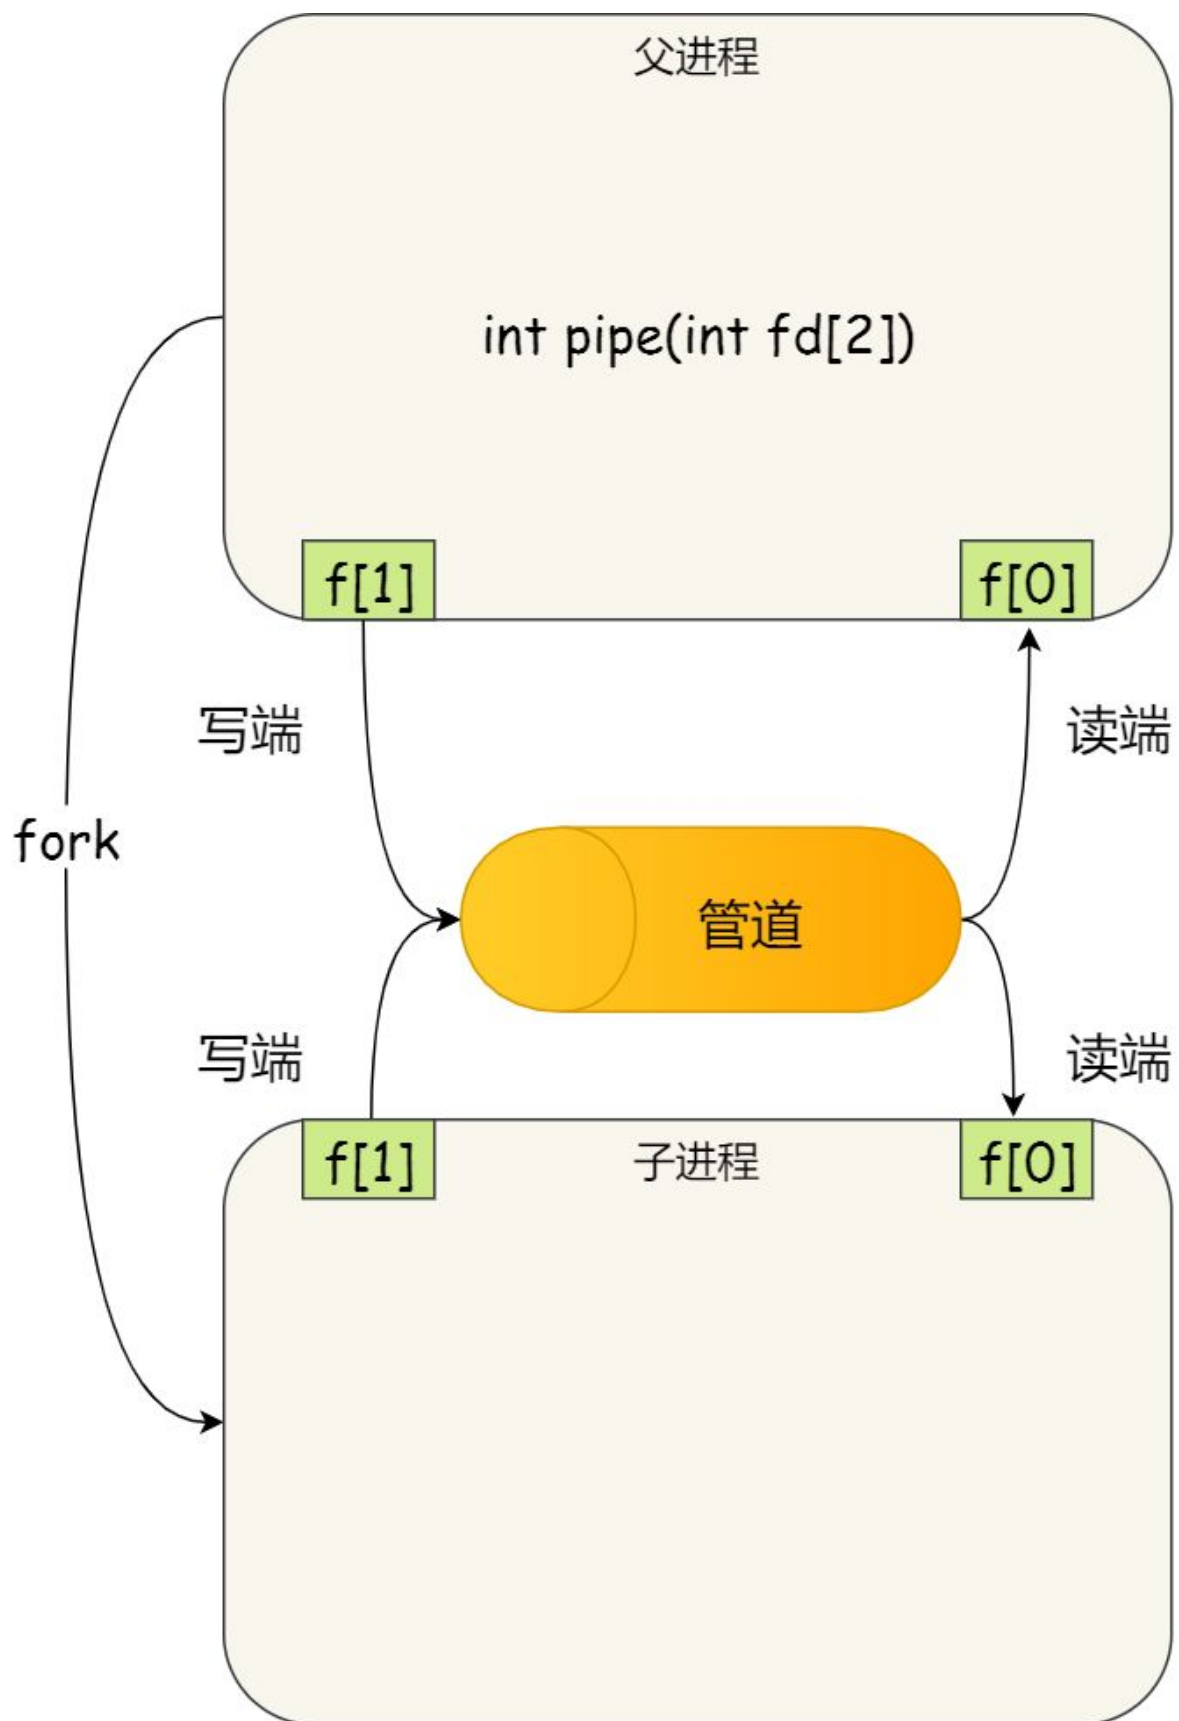 父进程
int pipe(int fd[2])
f[1]
f[0]
写端
读端
fork
管道
写端
读端
f[1]
子进程
f[0]